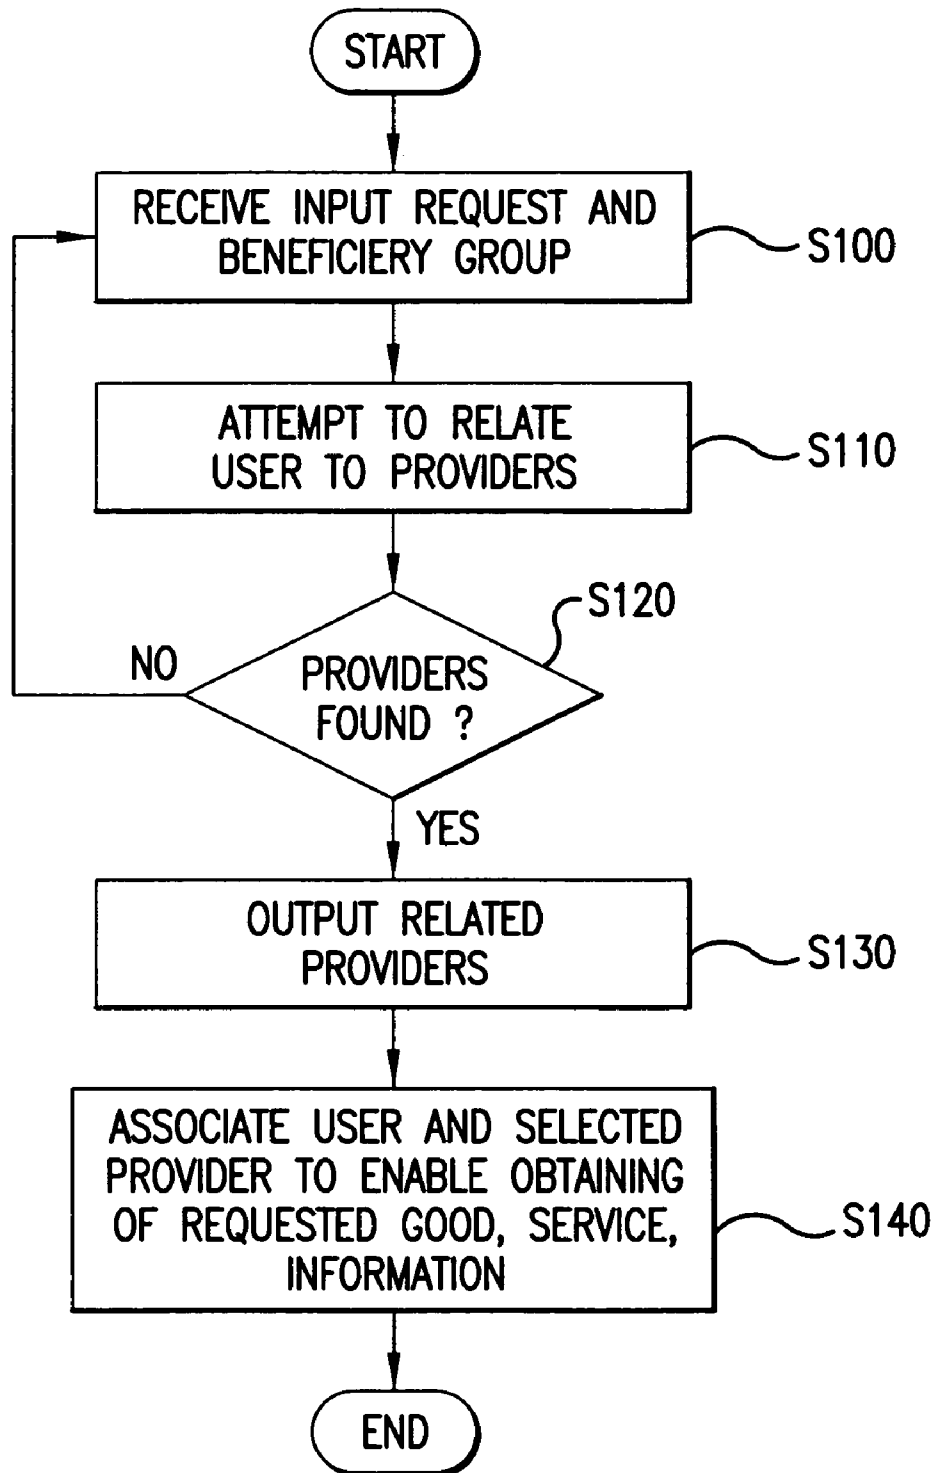 START
RECEIVE INPUT REQUEST AND
BENEFICIERY GROUP
S100
ATTEMPT TO RELATE
USER TO PROVIDERS
S110
S120
NO
PROVIDERS
FOUND ?
YES
OUTPUT RELATED
PROVIDERS
S130
ASSOCIATE USER AND SELECTED
PROVIDER TO ENABLE OBTAINING
OF REQUESTED GOOD, SERVICE,
INFORMATION
S140
END